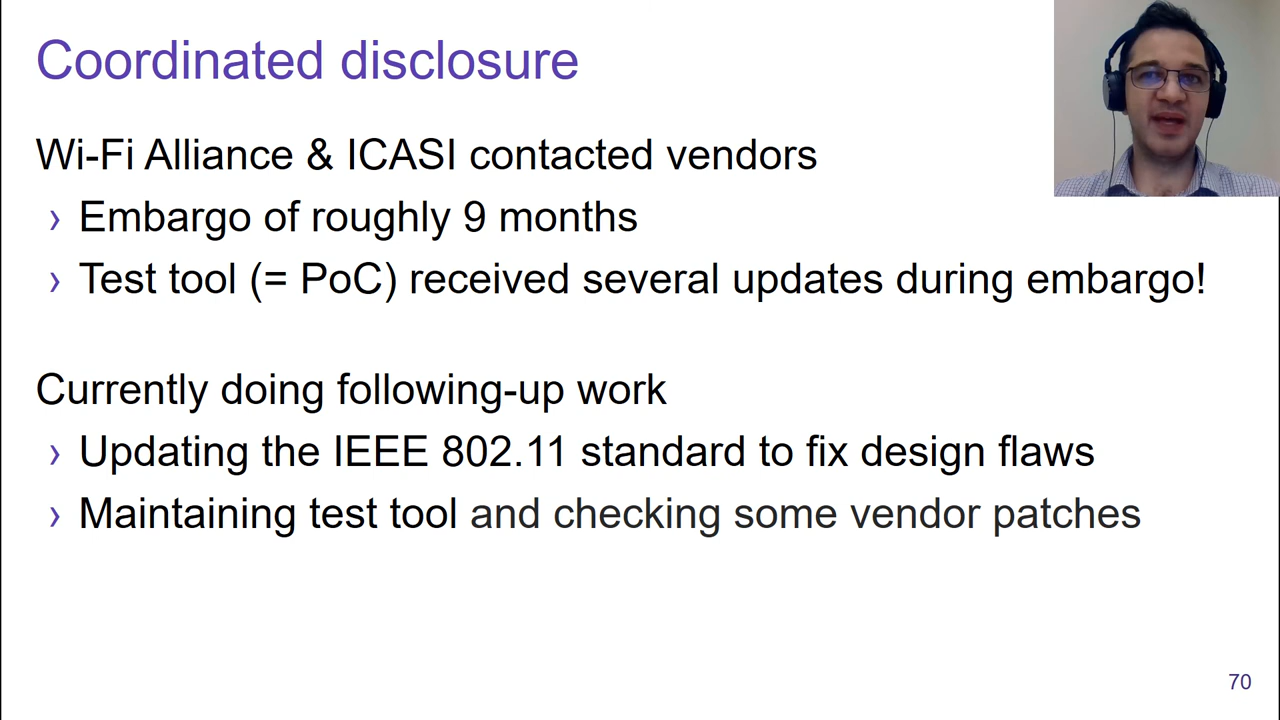 Coordinated disclosure
Wi-Fi Alliance & ICASI contacted vendors
› Embargo of roughly 9 months
› Test tool (= PoC) received several updates during embargo!
Currently doing following-up work
› Updating the IEEE 802.11 standard to fix design flaws
› Maintaining test tool and checking some vendor patches
70